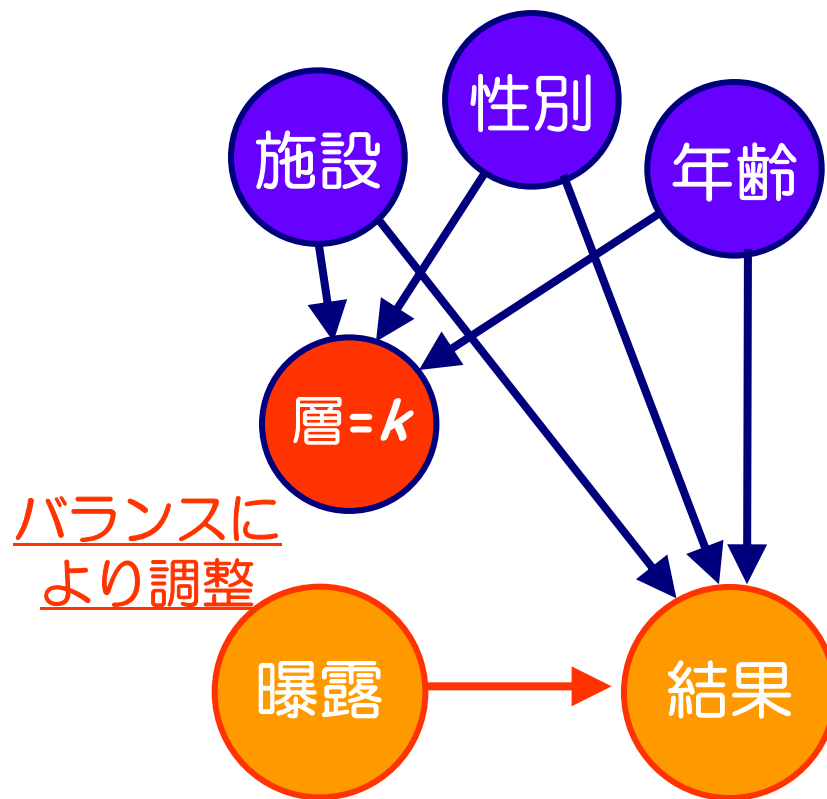 性別
施設
年齢
層=k
バランスに
より調整
曝露
結果